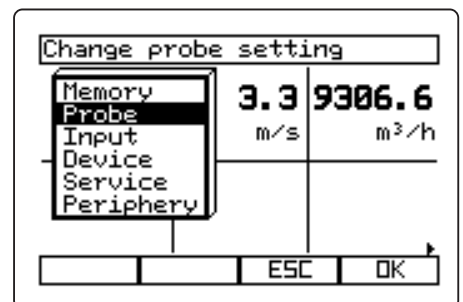 Change probe setting
Memory
Probe
Input
Device
Service
Periphery
3.3 9306.6
m/s m³/h
ESC OK